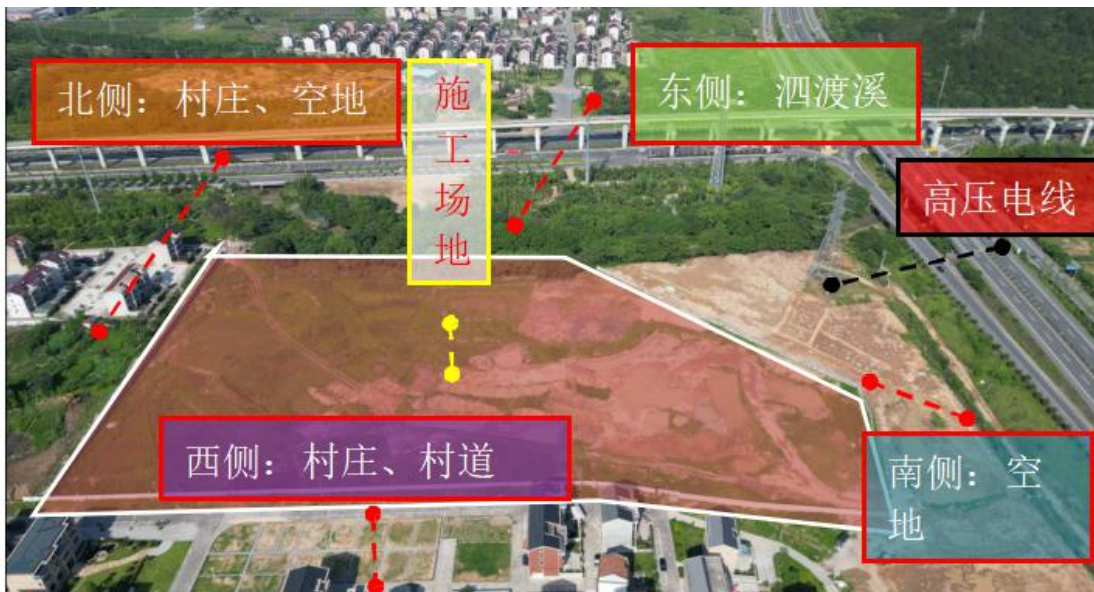 北侧：村庄、空地
施工场地
东侧：泗渡溪
高压电线
西侧：村庄、村道
南侧：空
地